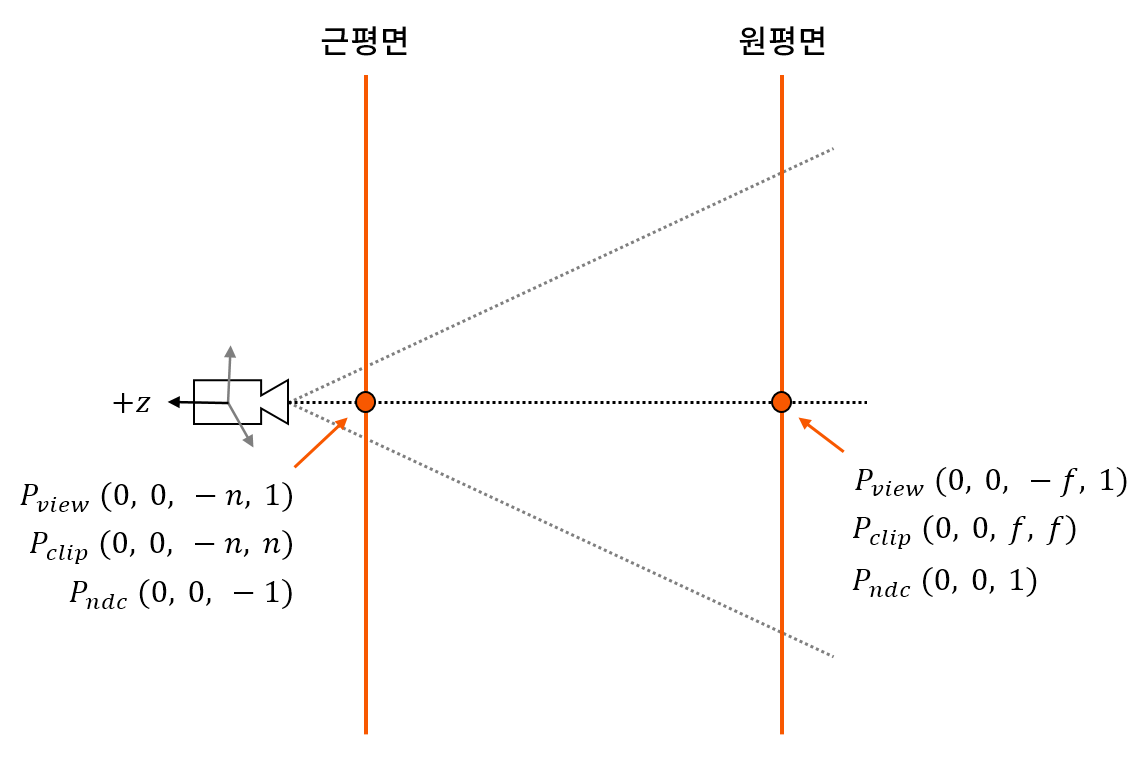 근평면
원평면
+z
P_view (0, 0, −n, 1)
P_clip (0, 0, −n, n)
P_ndc (0, 0, −1)
P_view (0, 0, −f, 1)
P_clip (0, 0, f, f)
P_ndc (0, 0, 1)